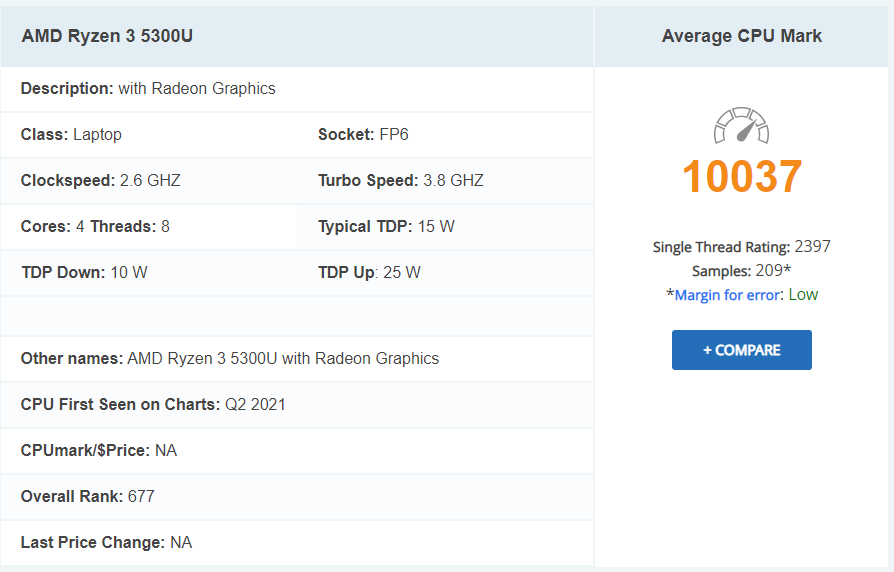 AMD Ryzen 3 5300U
Average CPU Mark
Description: with Radeon Graphics
Class: Laptop
Socket: FP6
Clockspeed: 2.6 GHZ
Turbo Speed: 3.8 GHZ
Cores: 4 Threads: 8
Typical TDP: 15 W
TDP Down: 10 W
TDP Up: 25 W
Other names: AMD Ryzen 3 5300U with Radeon Graphics
CPU First Seen on Charts: Q2 2021
CPUmark/$Price: NA
Overall Rank: 677
Last Price Change: NA
10037
Single Thread Rating: 2397
Samples: 209*
*Margin for error: Low
+ COMPARE